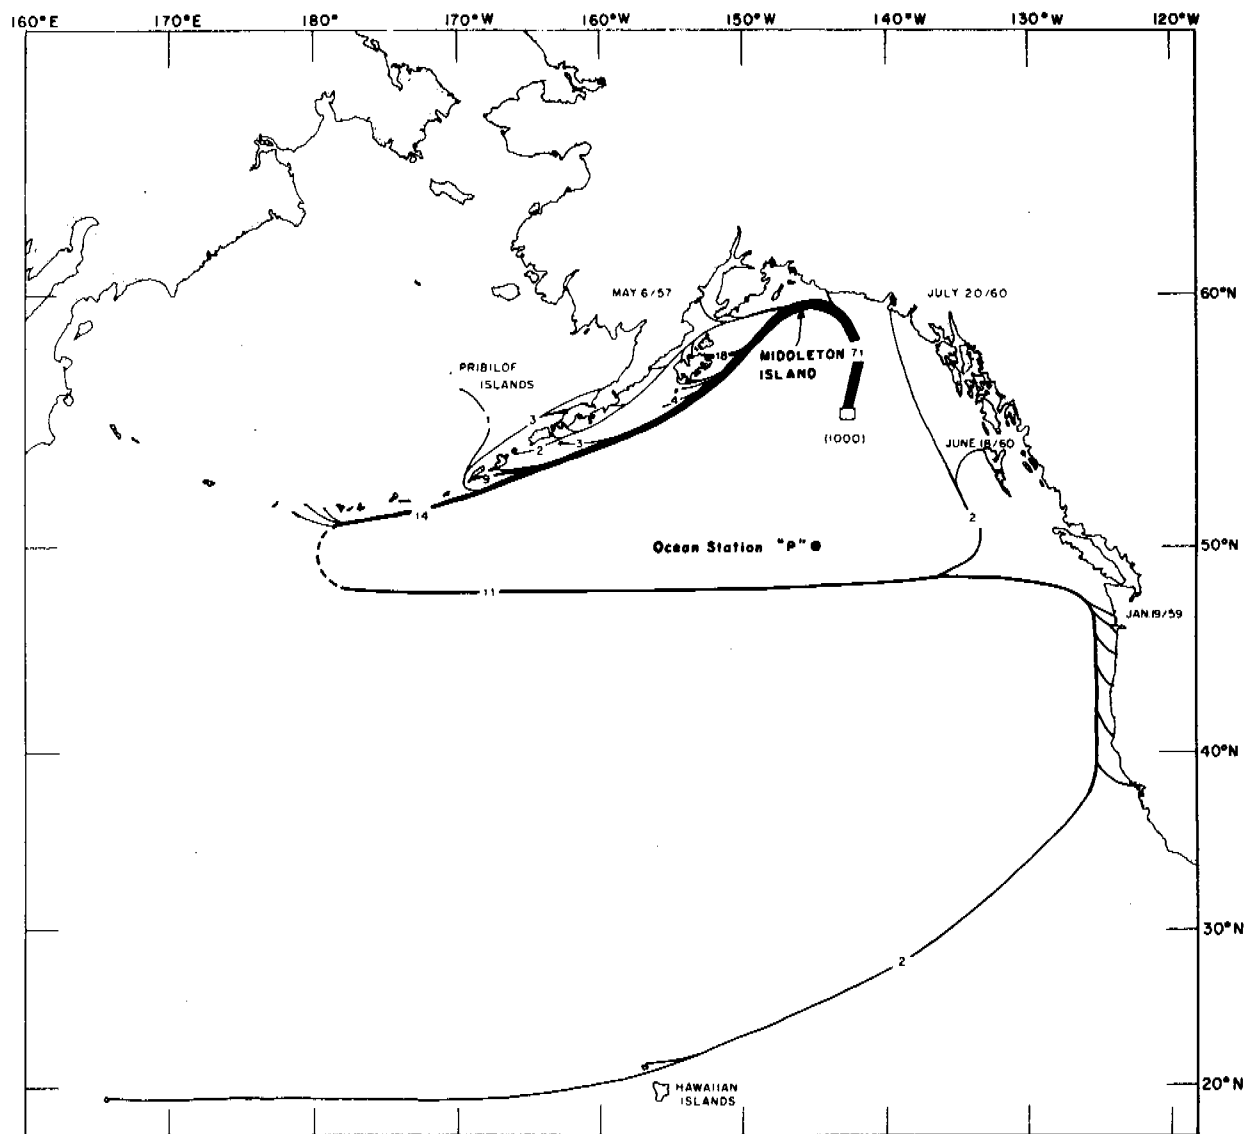 160°E 170°E 180° 170°W 160°W 150°W 140°W 130°W 120°W
MAY 6/57
JULY 20/60
60°N
18
MIDDLETON
ISLAND
71
PRIBILOF
ISLANDS
4
1
3
(1000)
3
2
JUNE 18/60
9
14
2
Ocean Station "P"
50°N
11
JAN.19/59
40°N
30°N
2
20°N
HAWAIIAN
ISLANDS